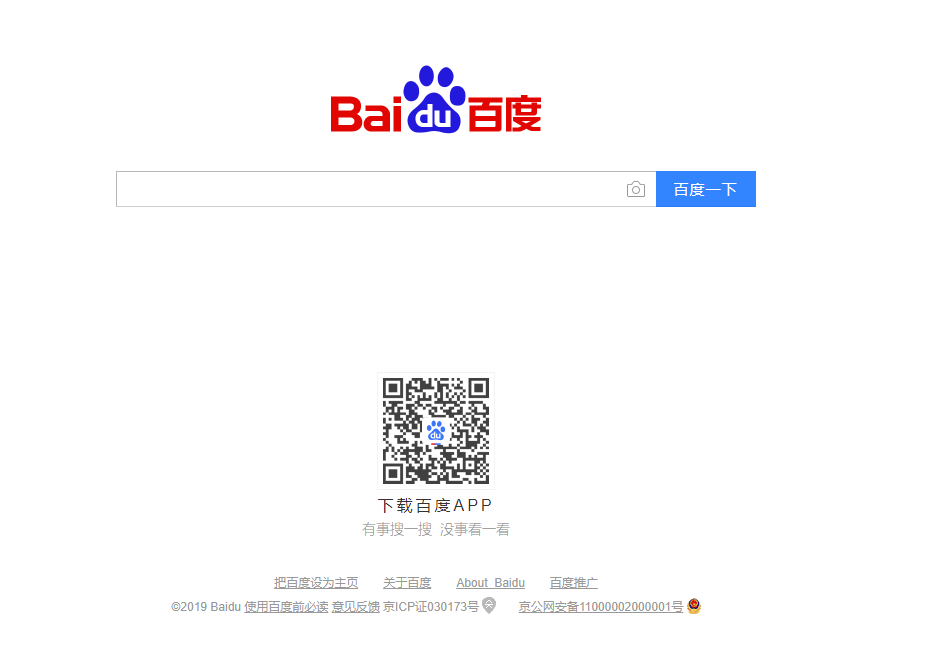 Bai du 百度
百度一下
du
下载百度APP
有事搜一搜 没事看一看
把百度设为主页 关于百度 About Baidu 百度推广
©2019 Baidu 使用百度前必读 意见反馈 京ICP证030173号 京公网安备11000002000001号